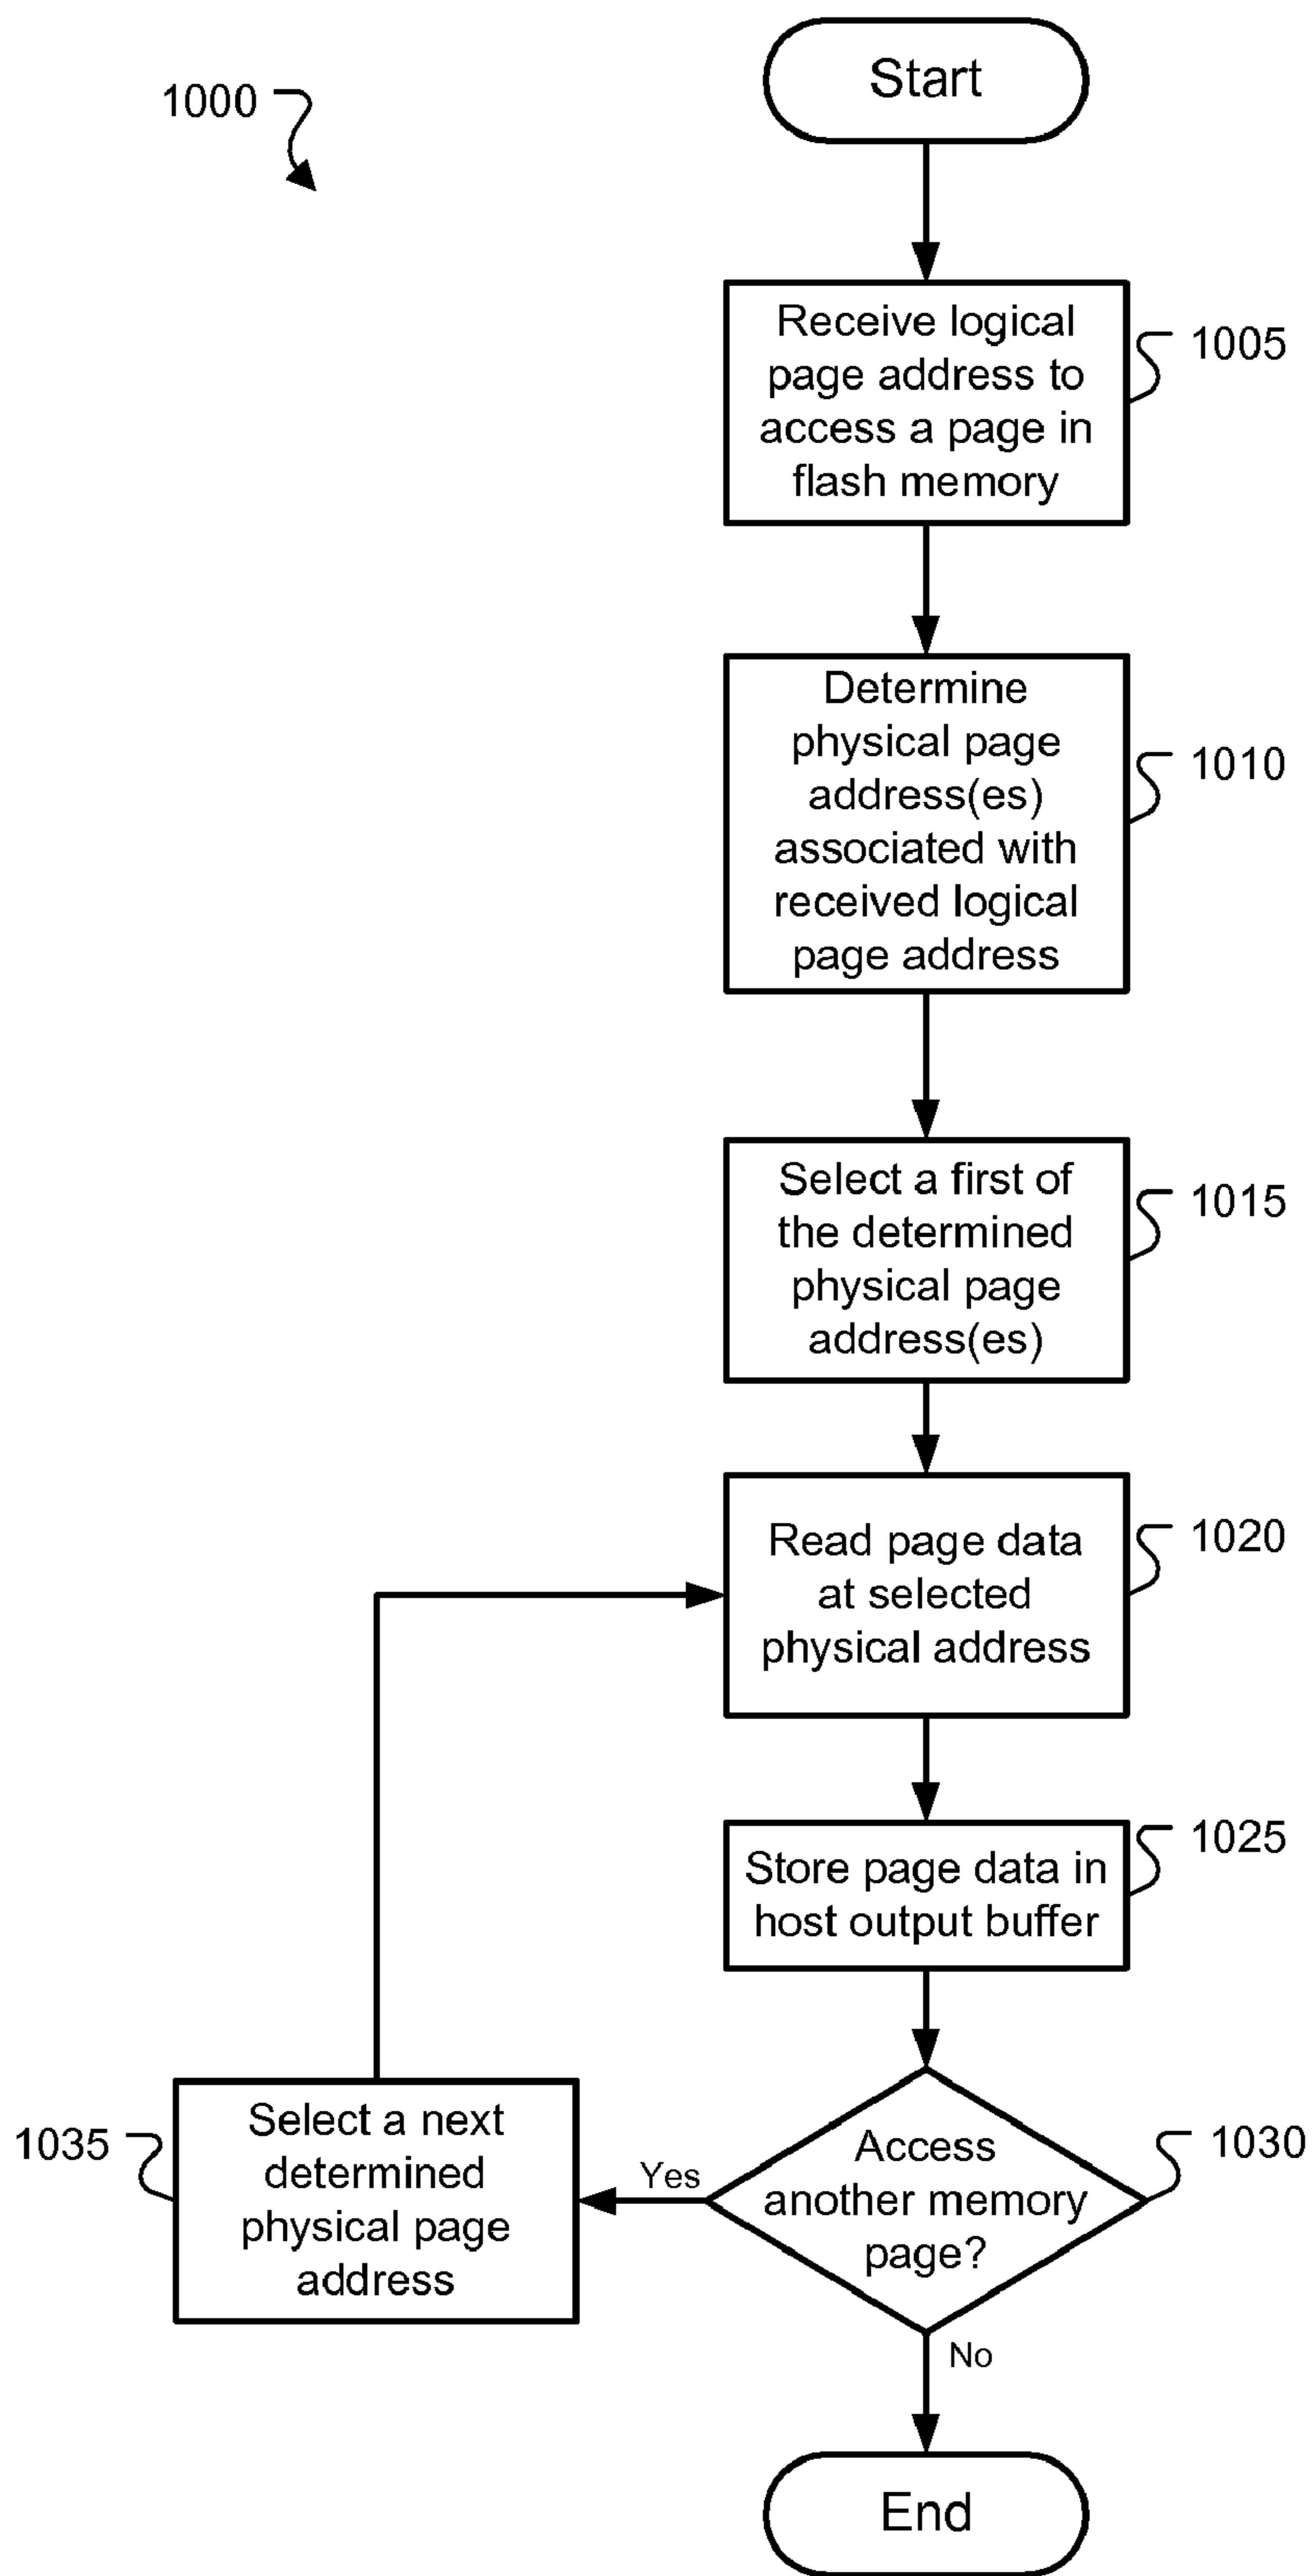 1000
Start
Receive logical
page address to
access a page in
flash memory
1005
Determine
physical page
address(es)
associated with
received logical
page address
1010
Select a first of
the determined
physical page
address(es)
1015
Read page data
at selected
physical address
1020
Store page data in
host output buffer
1025
Access
another memory
page?
1030
Yes
Select a next
determined
physical page
address
1035
No
End